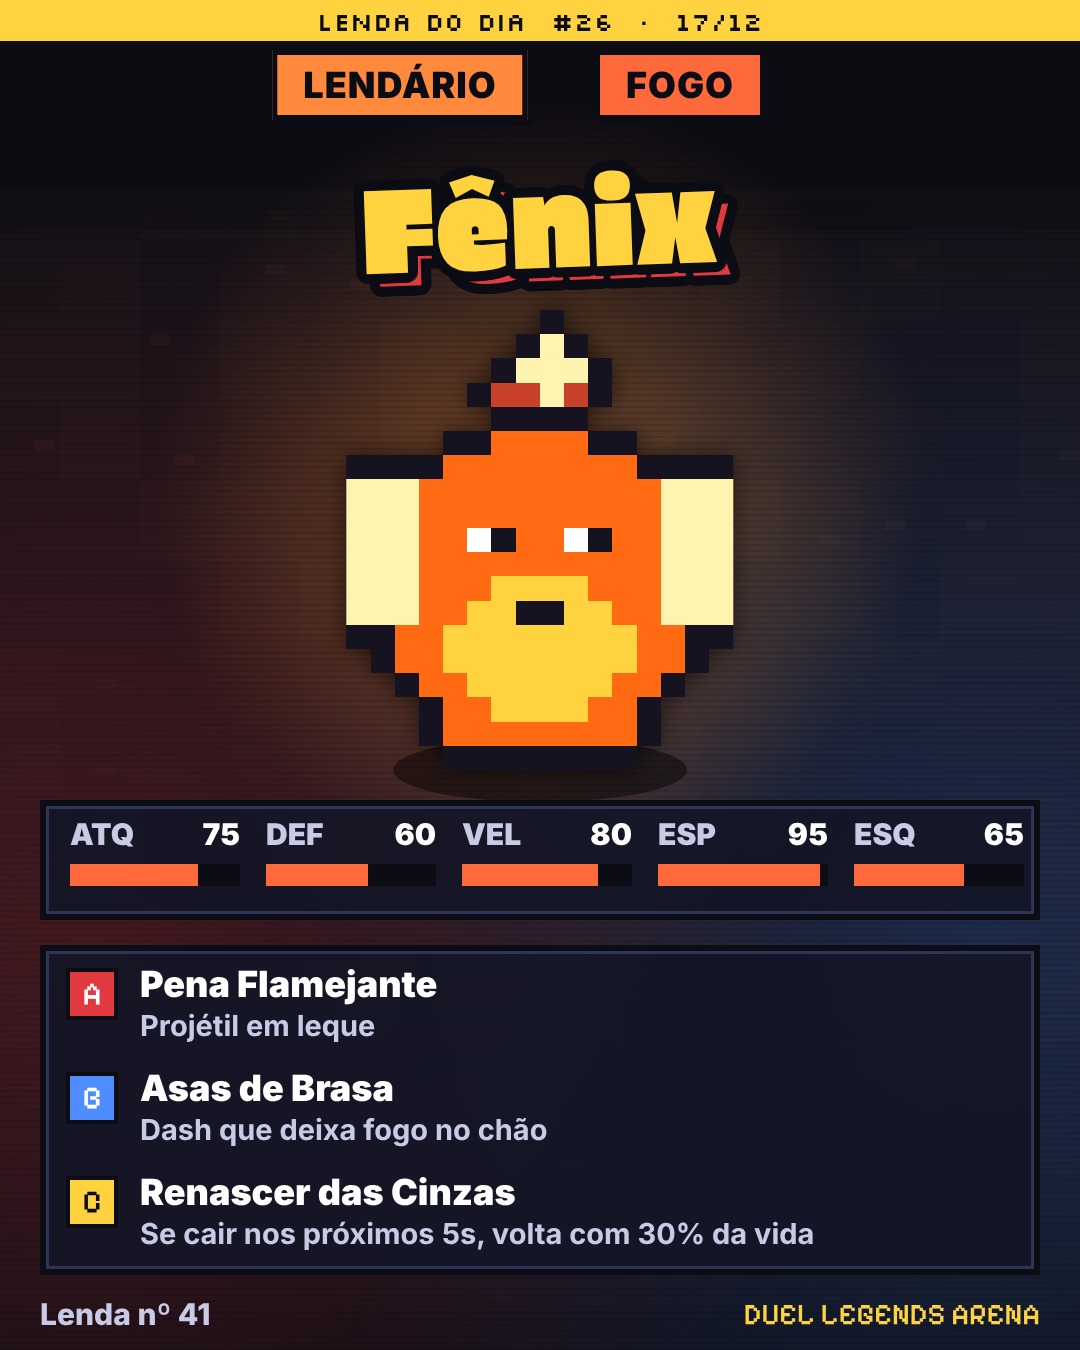 LENDA DO DIA #26 · 17/12
LENDÁRIO FOGO
Fênix
ATQ 75 DEF 60 VEL 80 ESP 95 ESQ 65
A Pena Flamejante
Projétil em leque
B Asas de Brasa
Dash que deixa fogo no chão
C Renascer das Cinzas
Se cair nos próximos 5s, volta com 30% da vida
Lenda nº 41 DUEL LEGENDS ARENA